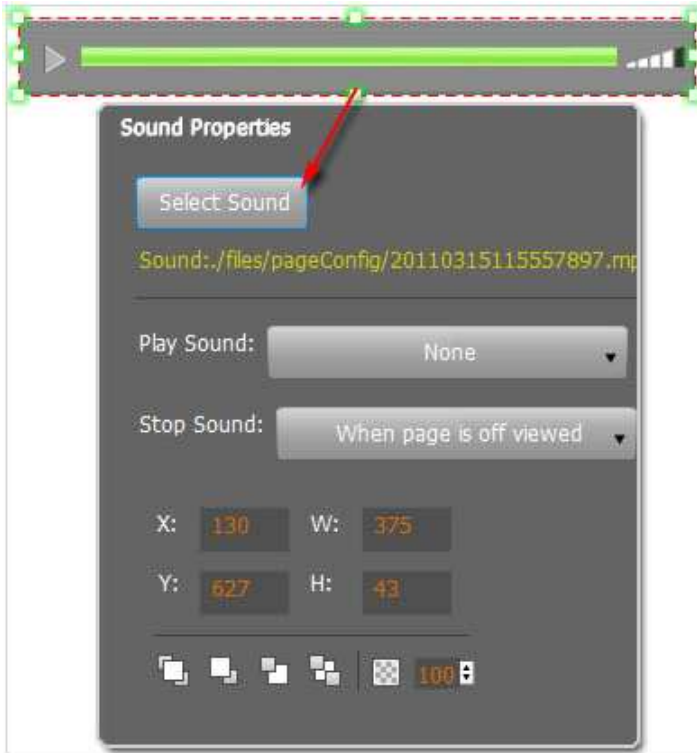 Sound Properties
Select Sound
Sound:./files/pageConfig/20110315115557897.mp
Play Sound: None
Stop Sound: When page is off viewed
X: 130 W: 375
Y: 627 H: 43
100